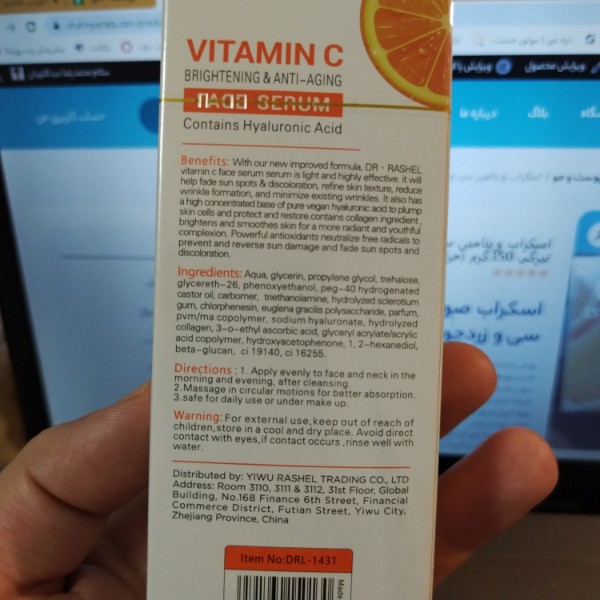 VITAMIN C
BRIGHTENING & ANTI-AGING
FACE SERUM
Contains Hyaluronic Acid
Benefits: With our new improved formula, DR - RASHEL
vitamin c face serum serum is light and highly effective. it will
help fade sun spots & discoloration, refine skin texture, reduce
wrinkle formation, and minimize existing wrinkles. It also has
a high concentrated base of pure vegan hyaluronic acid to plump
skin cells and protect and restore.contains collagen ingredient,
brightens and smoothes skin for a more radiant and youthful
complexion. Powerful antioxidants neutralize free radicals to
prevent and reverse sun damage and fade sun spots and
discoloration.
Ingredients: Aqua, glycerin, propylene glycol, trehalose,
glycereth-26, phenoxyethanol, peg-40 hydrogenated
castor oil, carbomer, triethanolamine, hydrolyzed sclerotium
gum, chlorphenesin, euglena gracilis polysaccharide, parfum,
pvm/ma copolymer, sodium hyaluronate, hydrolyzed
collagen, 3-o-ethyl ascorbic acid, glyceryl acrylate/acrylic
acid copolymer, hydroxyacetophenone, 1, 2-hexanediol,
beta-glucan, ci 19140, ci 16255.
Directions : 1. Apply evenly to face and neck in the
morning and evening, after cleansing.
2.Massage in circular motions for better absorption.
3.safe for daily use or under make up.
Warning: For external use,keep out of reach of
children,store in a cool and dry place. Avoid direct
contact with eyes,if contact occurs ,rinse well with
water.
Distributed by: YIWU RASHEL TRADING CO., LTD
Address: Room 3110, 3111 & 3112, 31st Floor, Global
Building, No.168 Finance 6th Street, Financial
Commerce District, Futian Street, Yiwu City,
Zhejiang Province, China
Item No:DRL-1431
Made
ویرایش محصول
درباره ما
بلاگ
اسکراب صو
سی و زردچو